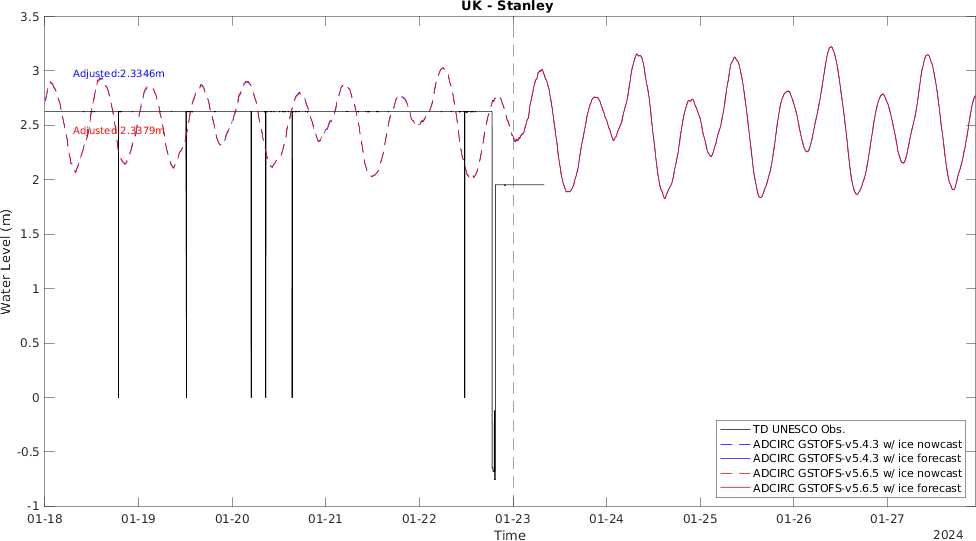 UK - Stanley
3.5
3
2.5
2
1.5
1
0.5
0
-0.5
-1
Water Level (m)
Adjusted:2.3346m
Adjusted:2.3379m
TD UNESCO Obs.
ADCIRC GSTOFS-v5.4.3 w/ ice nowcast
ADCIRC GSTOFS-v5.4.3 w/ ice forecast
ADCIRC GSTOFS-v5.6.5 w/ ice nowcast
ADCIRC GSTOFS-v5.6.5 w/ ice forecast
01-18 01-19 01-20 01-21 01-22 01-23 01-24 01-25 01-26 01-27
Time
2024